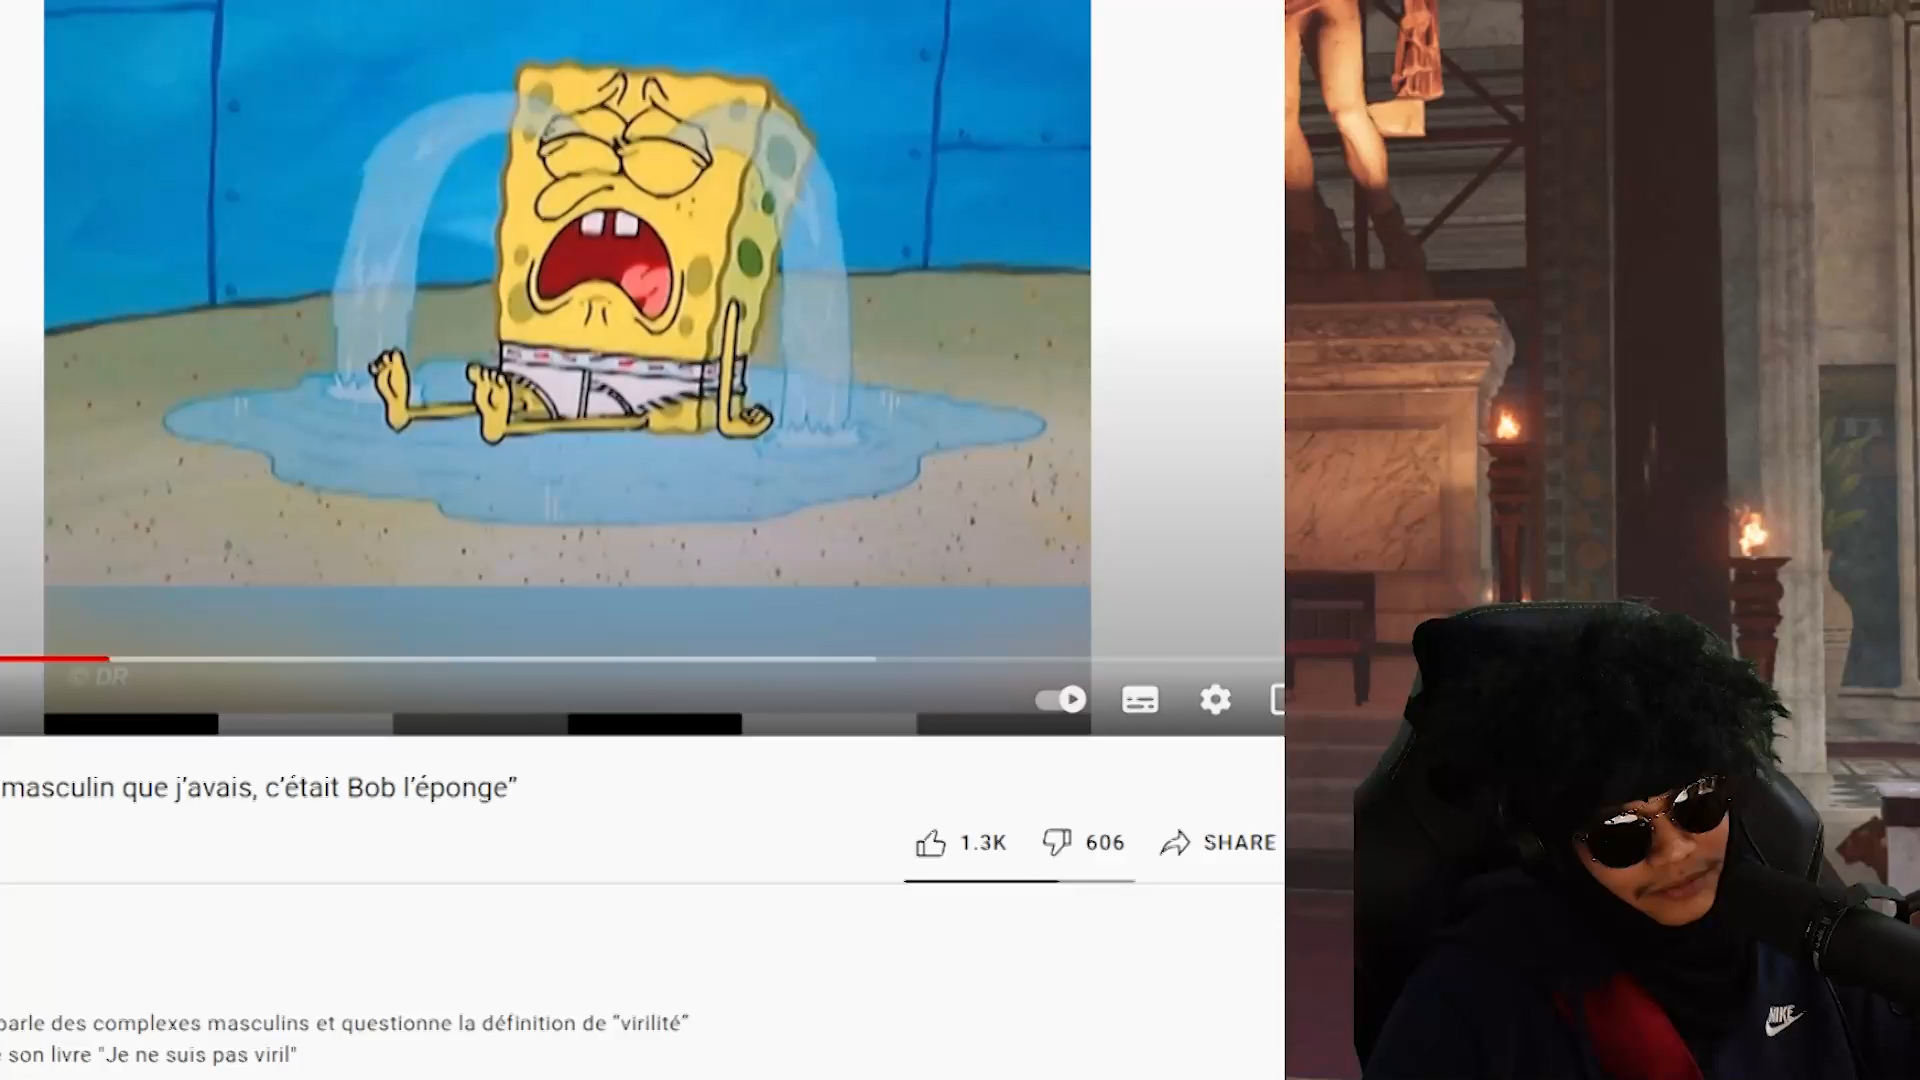 © DR
masculin que j’avais, c’était Bob l’éponge”
1.3K
606
SHARE
parle des complexes masculins et questionne la définition de “virilité”
son livre "Je ne suis pas viril"
NIKE